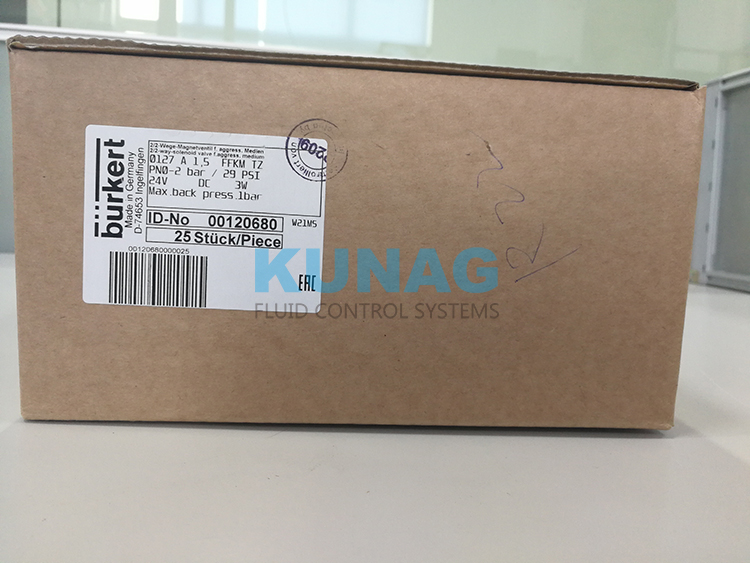 bürkert
Made in Germany
D-74653 Ingelfingen
2/2-Wege-Magnetventil f. aggress. Medien
2/2-way-solenoid valve f.aggress. medium
0127 A 1,5 FFKM TZ
PN0-2 bar / 29 PSI
24V DC 3W
Max.back press.1bar
ID-No 00120680
W21MS
25 Stück/Piece
00120680000025
EAC
KUNAG
FLUID CONTROL SYSTEMS